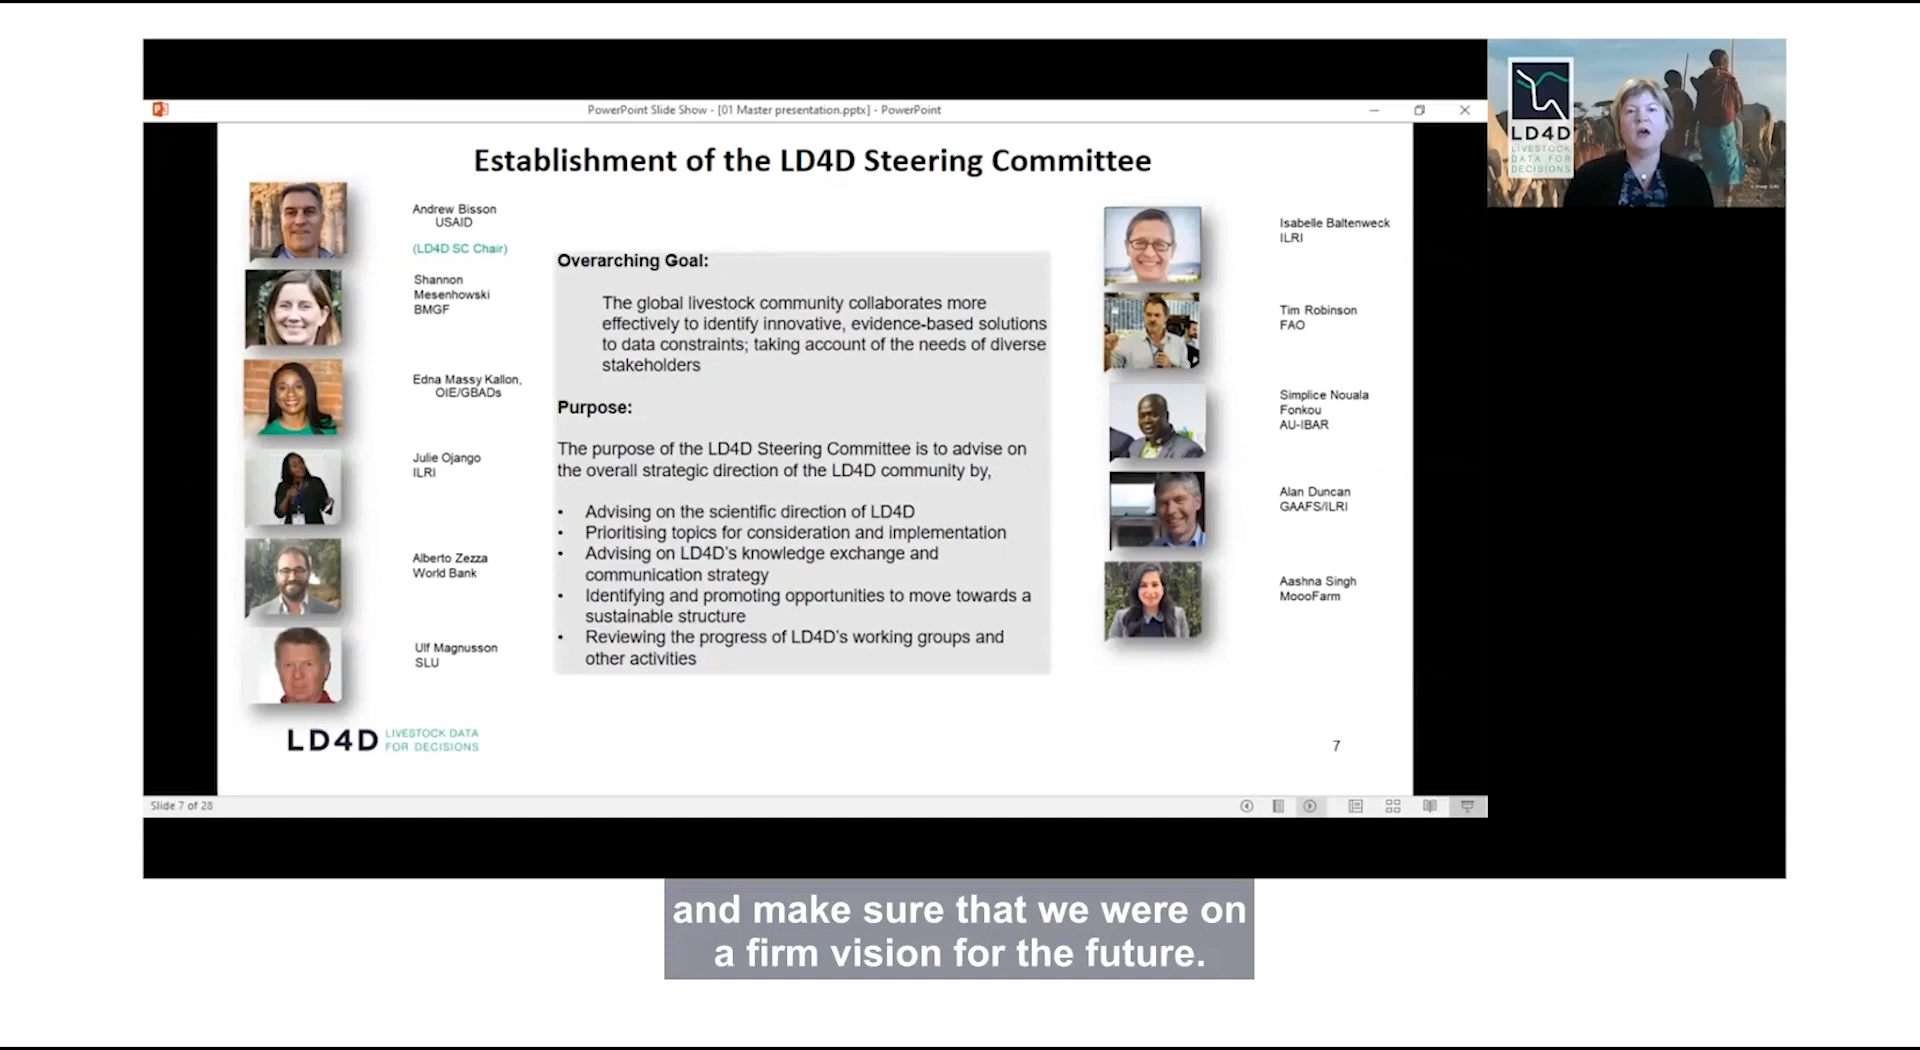 PowerPoint Slide Show - [01 Master presentation.pptx] - PowerPoint
LD4D
LIVESTOCK
DATA FOR
DECISIONS
Establishment of the LD4D Steering Committee
Andrew Bisson
USAID
(LD4D SC Chair)
Shannon
Mesenhowski
BMGF
Edna Massy Kallon,
OIE/GBADs
Julie Ojango
ILRI
Alberto Zezza
World Bank
Ulf Magnusson
SLU
Overarching Goal:
The global livestock community collaborates more
effectively to identify innovative, evidence-based solutions
to data constraints; taking account of the needs of diverse
stakeholders
Purpose:
The purpose of the LD4D Steering Committee is to advise on
the overall strategic direction of the LD4D community by,
• Advising on the scientific direction of LD4D
• Prioritising topics for consideration and implementation
• Advising on LD4D's knowledge exchange and
communication strategy
• Identifying and promoting opportunities to move towards a
sustainable structure
• Reviewing the progress of LD4D's working groups and
other activities
Isabelle Baltenweck
ILRI
Tim Robinson
FAO
Simplice Nouala
Fonkou
AU-IBAR
Alan Duncan
GAAFS/ILRI
Aashna Singh
MoooFarm
LD4D LIVESTOCK DATA
FOR DECISIONS
7
Slide 7 of 28
and make sure that we were on
a firm vision for the future.